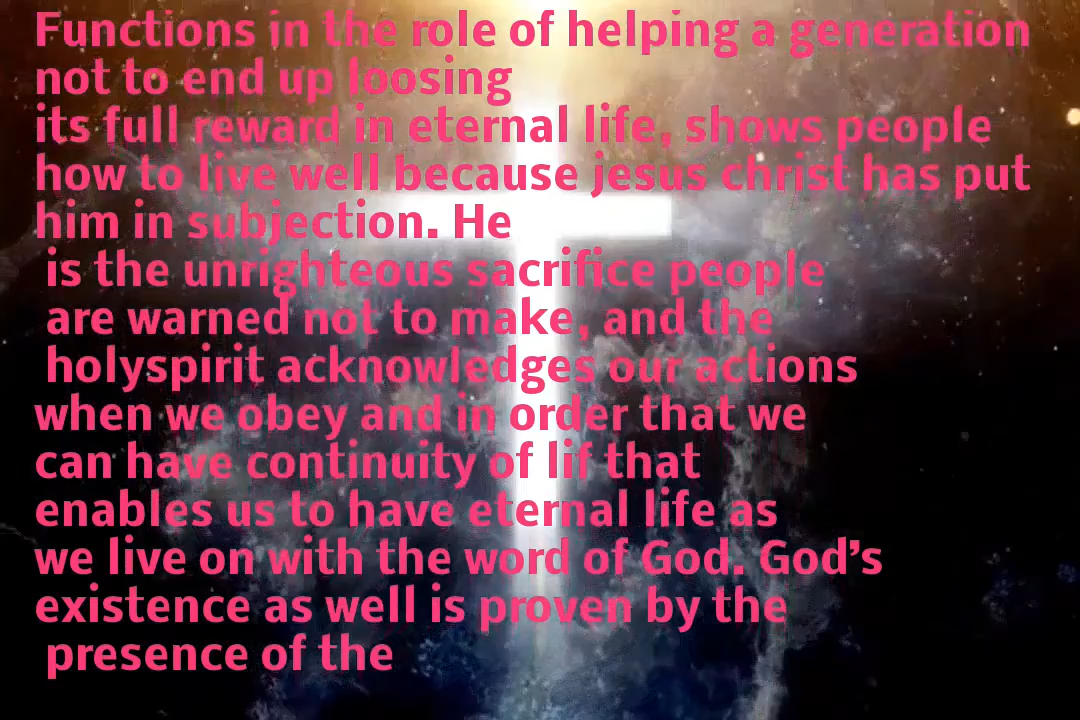 Functions in the role of helping a generation
not to end up loosing
its full reward in eternal life, shows people
how to live well because jesus christ has put
him in subjection. He
is the unrighteous sacrifice people
are warned not to make, and the
holyspirit acknowledges our actions
when we obey and in order that we
can have continuity of lif that
enables us to have eternal life as
we live on with the word of God. God’s
existence as well is proven by the
presence of the